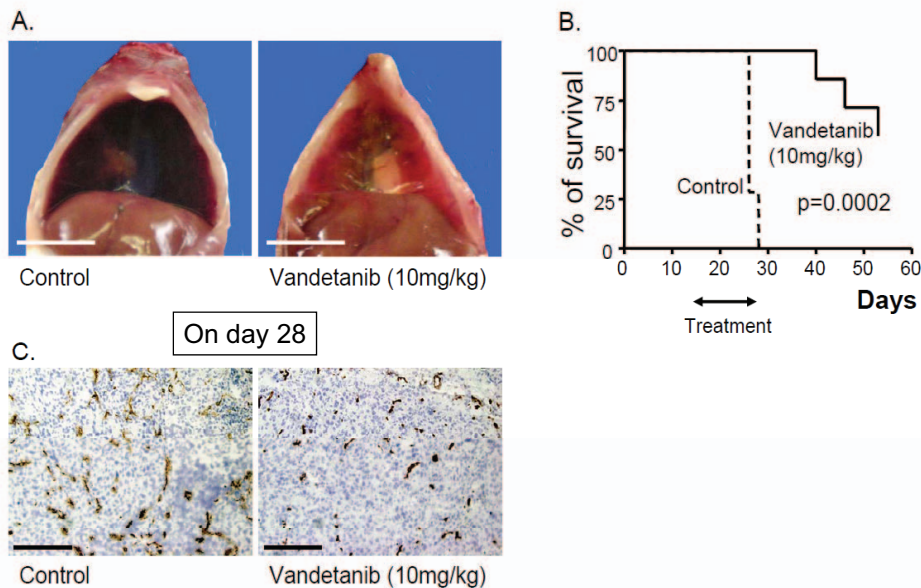 A.
Control
Vandetanib (10mg/kg)
B.
% of survival
100
75
50
25
0
Vandetanib
(10mg/kg)
Control
p=0.0002
0
10
20
30
40
50
60
Days
Treatment
On day 28
C.
Control
Vandetanib (10mg/kg)